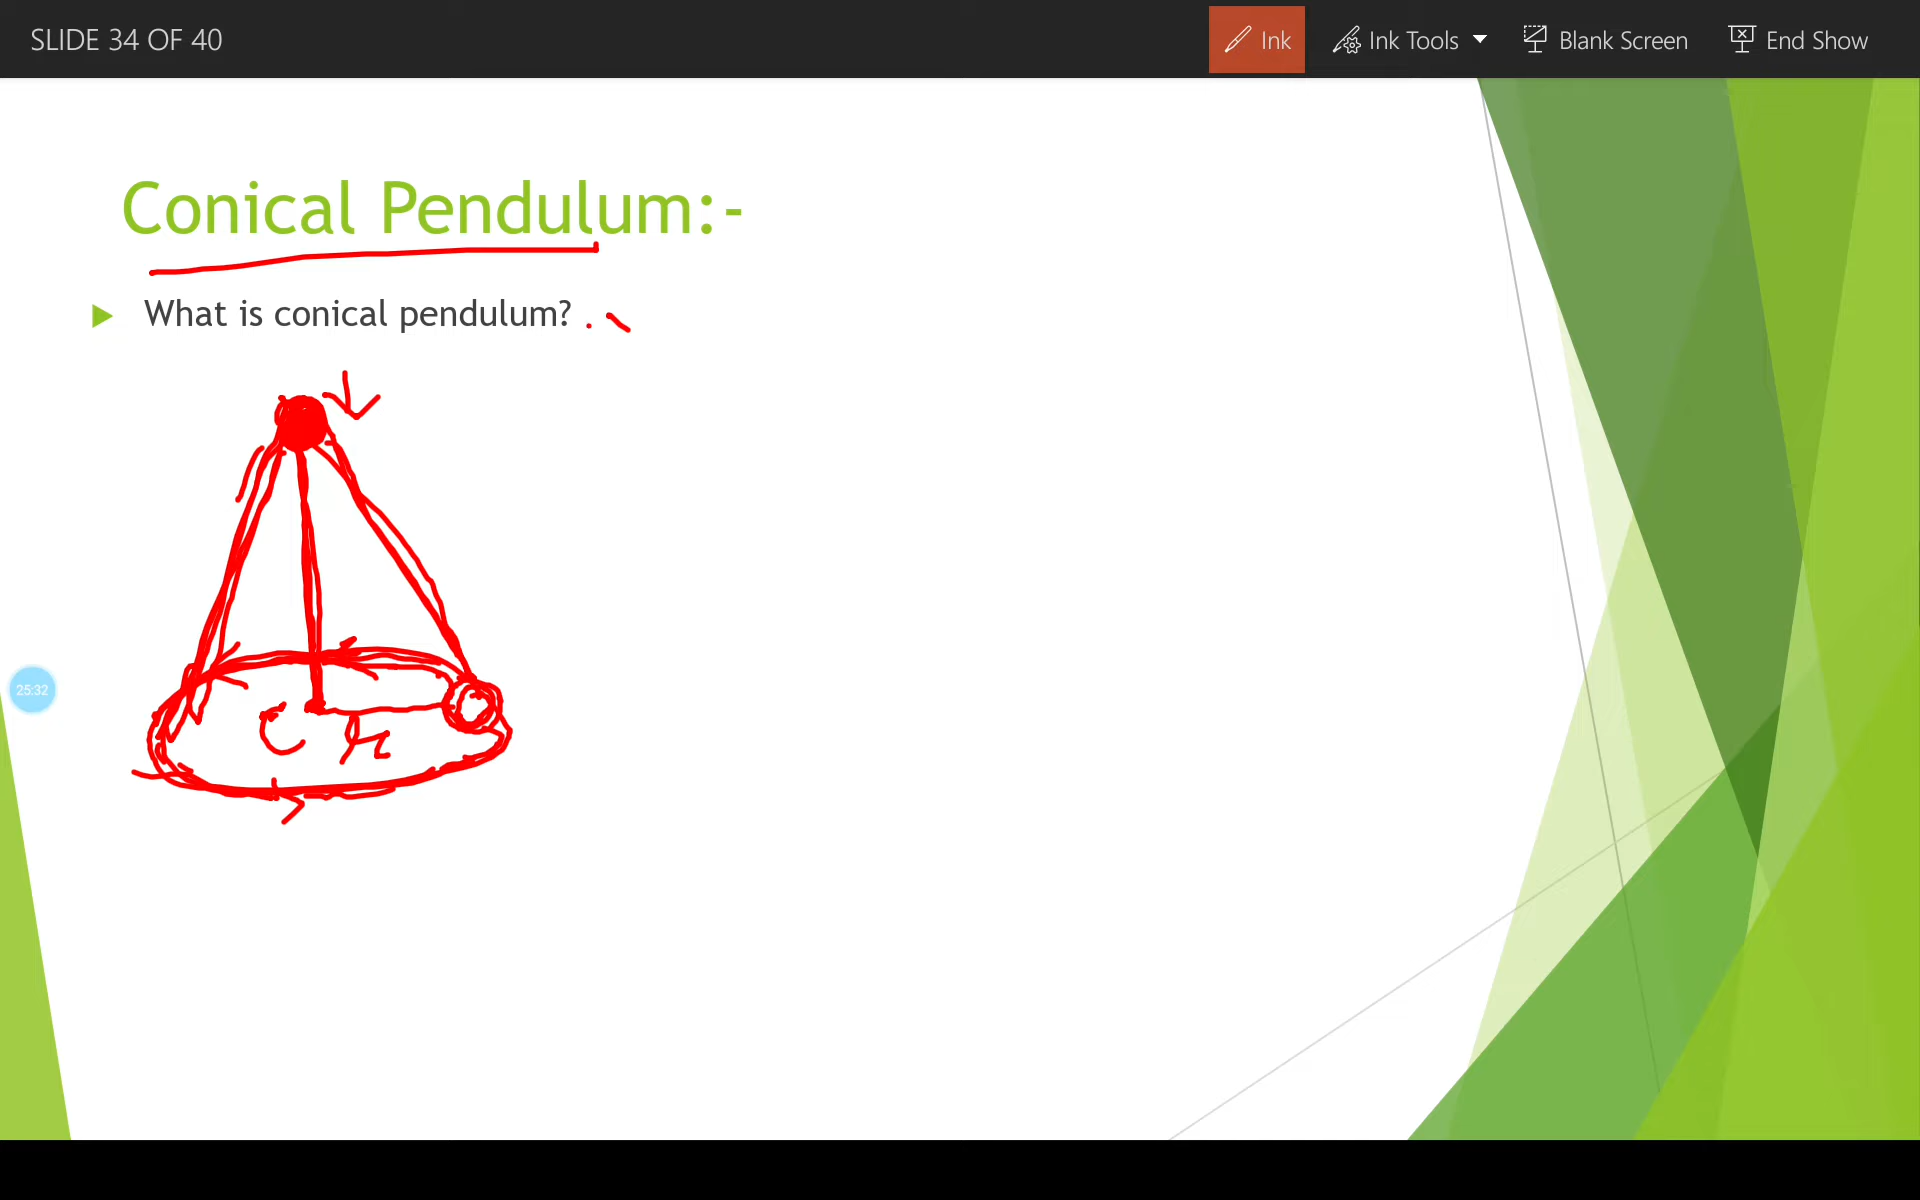 SLIDE 34 OF 40
Ink
Ink Tools
Blank Screen
End Show
Conical Pendulum:-
What is conical pendulum?
25:32
C r